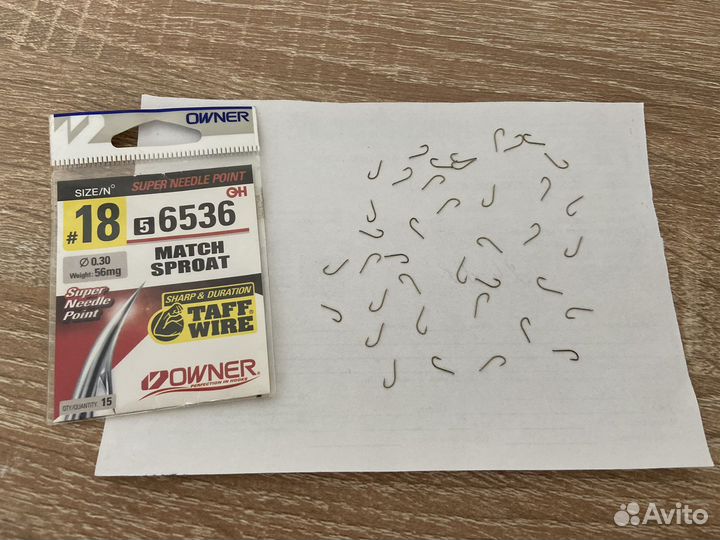 OWNER
SIZE/N° SUPER NEEDLE POINT
GH
#18 5 6536
Ø 0.30
Weight: 56mg
MATCH
SPROAT
Super
Needle
Point
SHARP & DURATION
TAFF
WIRE
OWNER
PERFECTION IN HOOKS
QTY/QUANTITY 15
Avito